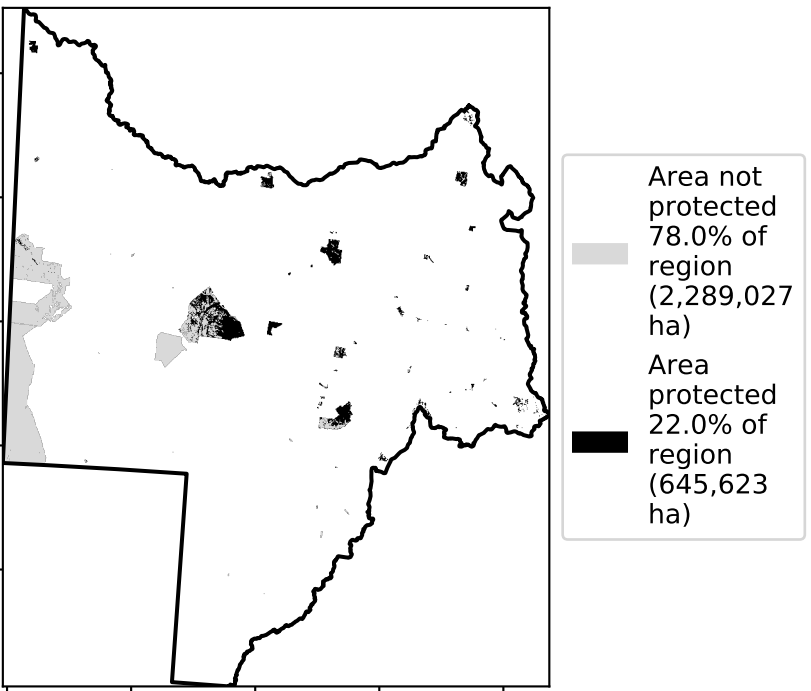 Area not
protected
78.0% of
region
(2,289,027
ha)
Area
protected
22.0% of
region
(645,623
ha)